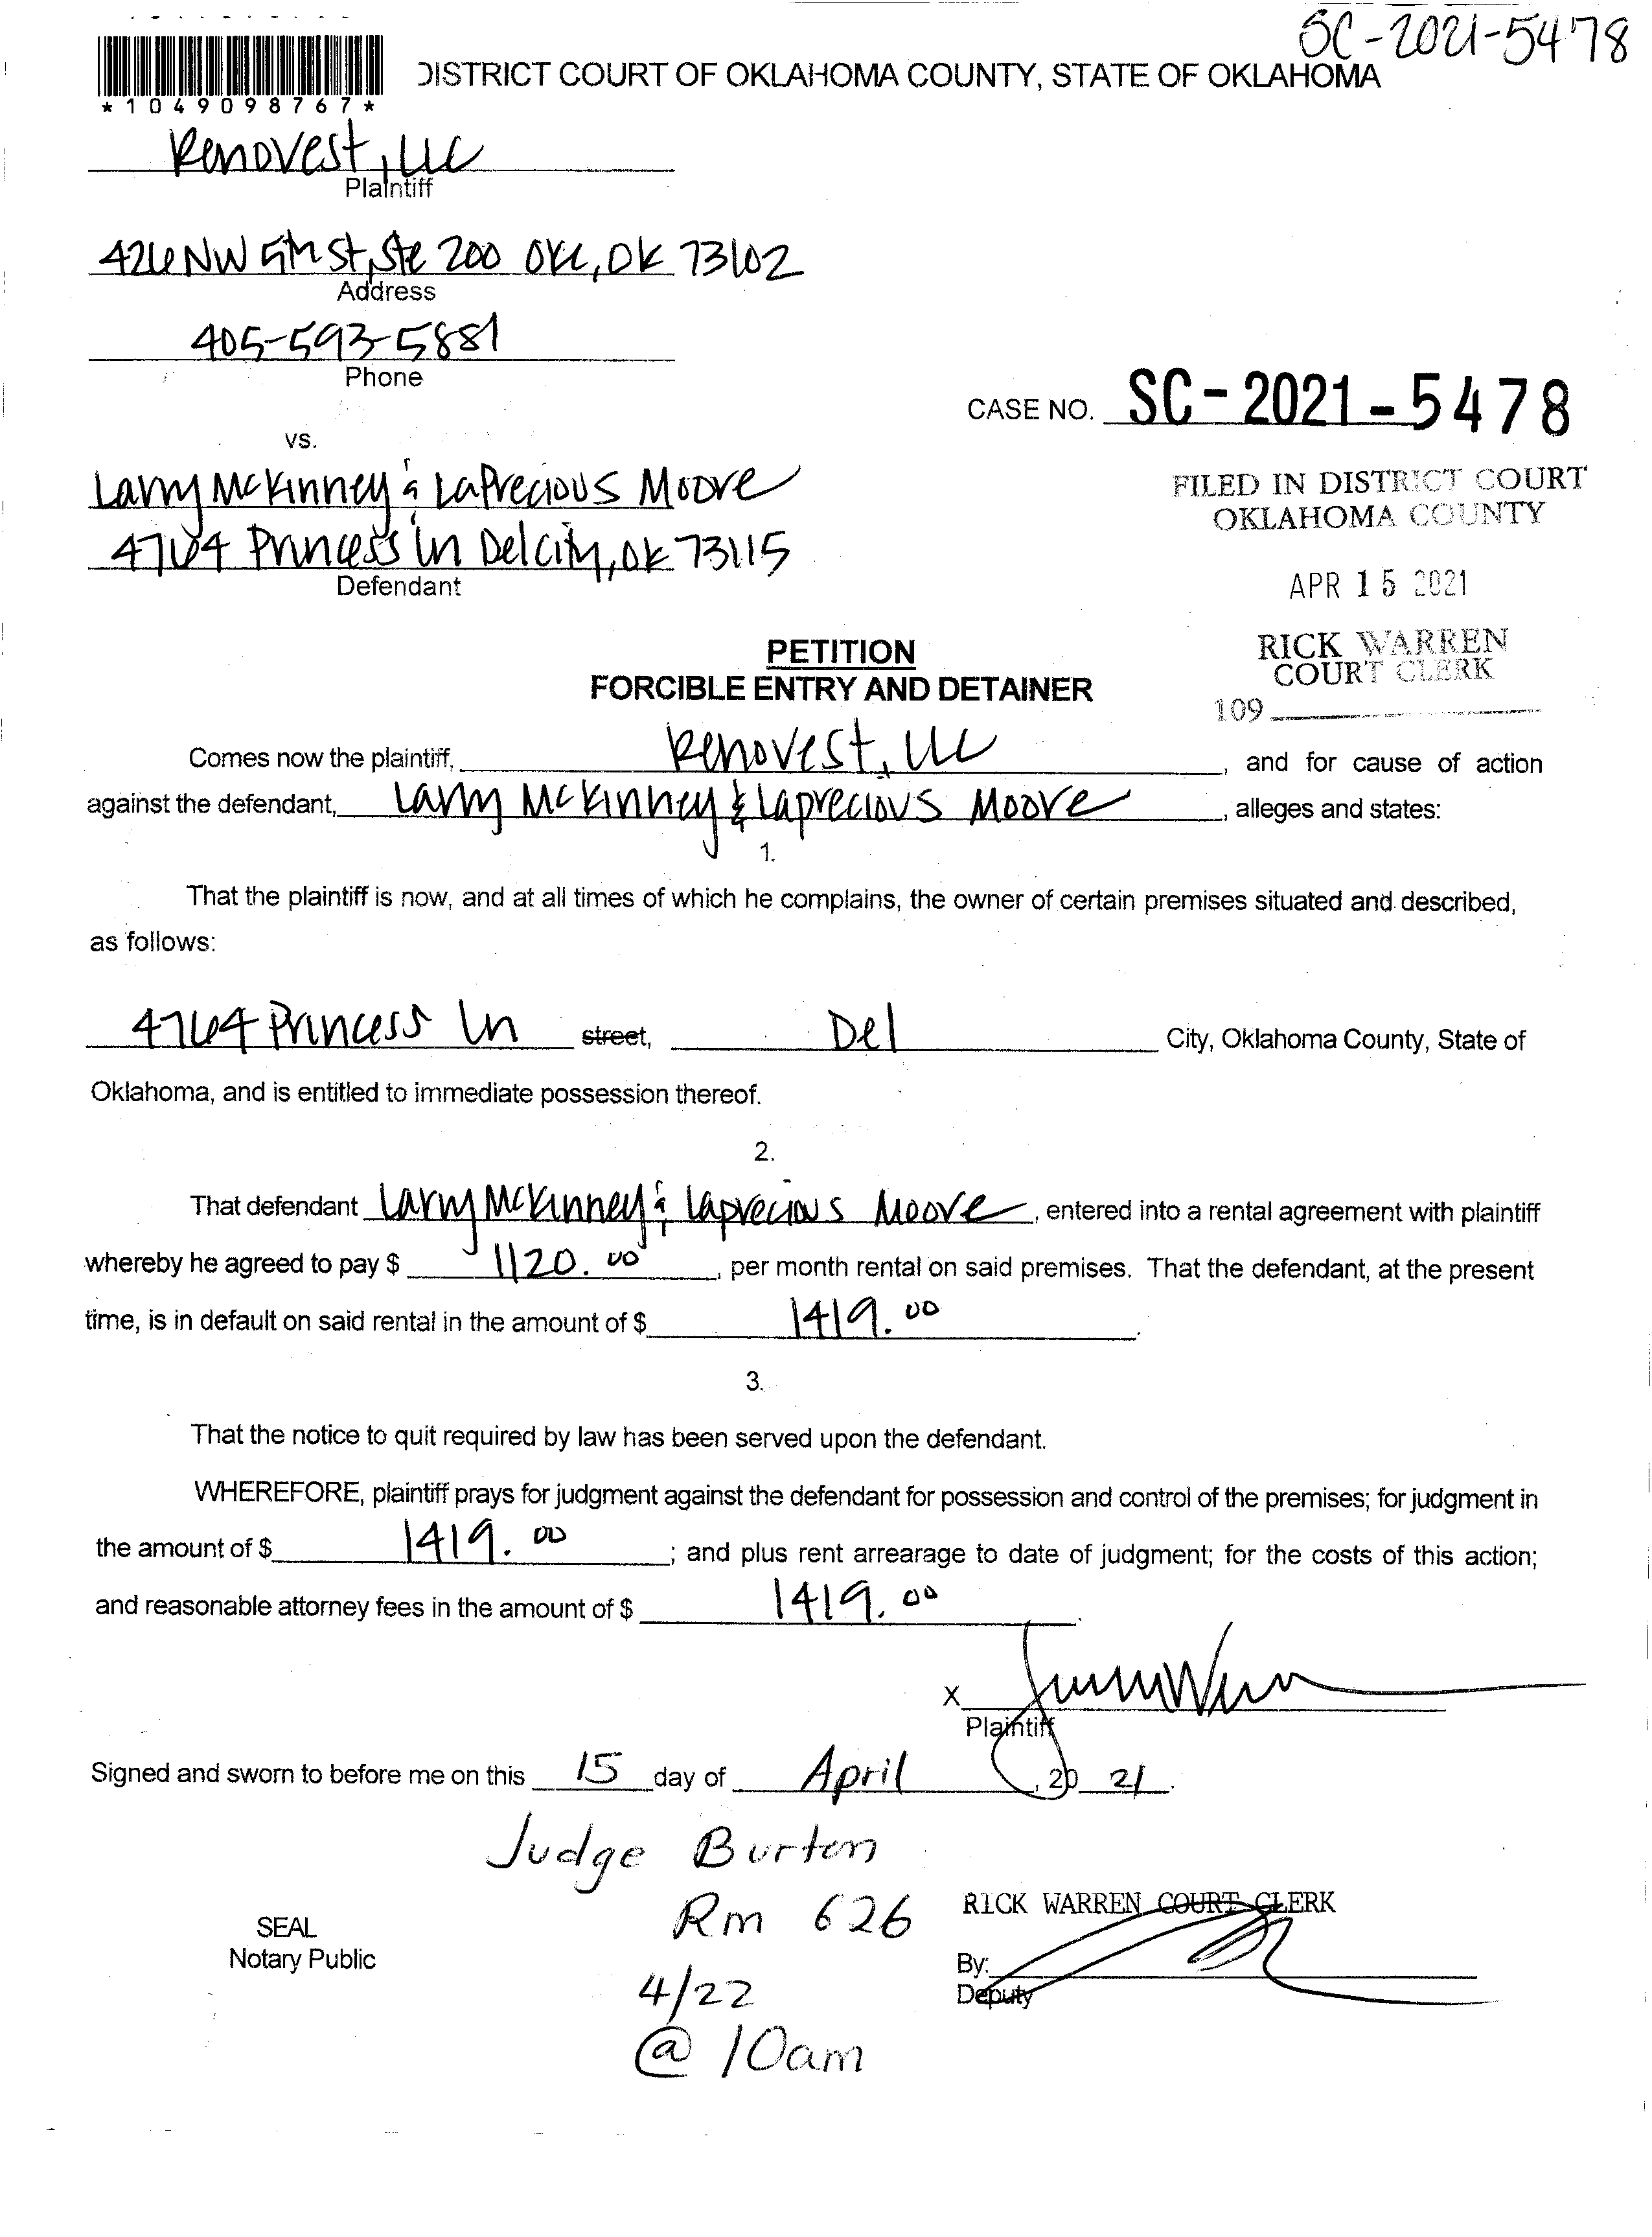 SC-2021-5478
*1049098767*
DISTRICT COURT OF OKLAHOMA COUNTY, STATE OF OKLAHOMA
Renovest, LLC
Plaintiff
426 NW 5th St, Ste 200 OKC, OK 73102
Address
405-593-5881
Phone
CASE NO. SC-2021-5478
vs.
Larry McKinney & LaPrecious Moore
FILED IN DISTRICT COURT
OKLAHOMA COUNTY
4764 Princess Ln Del City, OK 73115
Defendant
APR 15 2021
RICK WARREN
COURT CLERK
109
PETITION
FORCIBLE ENTRY AND DETAINER
Comes now the plaintiff, Renovest, LLC, and for cause of action
against the defendant, Larry McKinney & Laprecious Moore, alleges and states:
1.
That the plaintiff is now, and at all times of which he complains, the owner of certain premises situated and described,
as follows:
4764 Princess Ln street, Del City, Oklahoma County, State of
Oklahoma, and is entitled to immediate possession thereof.
2.
That defendant Larry McKinney & Laprecious Moore, entered into a rental agreement with plaintiff
whereby he agreed to pay $ 1120.00, per month rental on said premises. That the defendant, at the present
time, is in default on said rental in the amount of $ 1419.00.
3.
That the notice to quit required by law has been served upon the defendant.
WHEREFORE, plaintiff prays for judgment against the defendant for possession and control of the premises; for judgment in
the amount of $ 1419.00; and plus rent arrearage to date of judgment; for the costs of this action;
and reasonable attorney fees in the amount of $ 1419.00.
X
Plaintiff
Signed and sworn to before me on this 15 day of April, 20 21.
Judge Burton
Rm 626
RICK WARREN COURT CLERK
SEAL
Notary Public
By:
Deputy
4/22
@ 10am